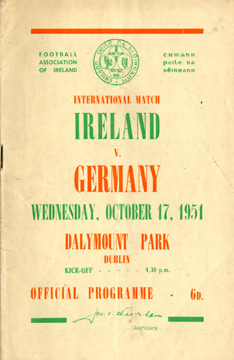 FOOTBALL
ASSOCIATION
OF IRELAND
cumann
peile na
héireann
INTERNATIONAL MATCH
IRELAND
V.
GERMANY
WEDNESDAY, OCTOBER 17, 1951
DALYMOUNT PARK
DUBLIN
KICK-OFF - - - - 4.30 p.m.
OFFICIAL PROGRAMME - 6D.
Secretary